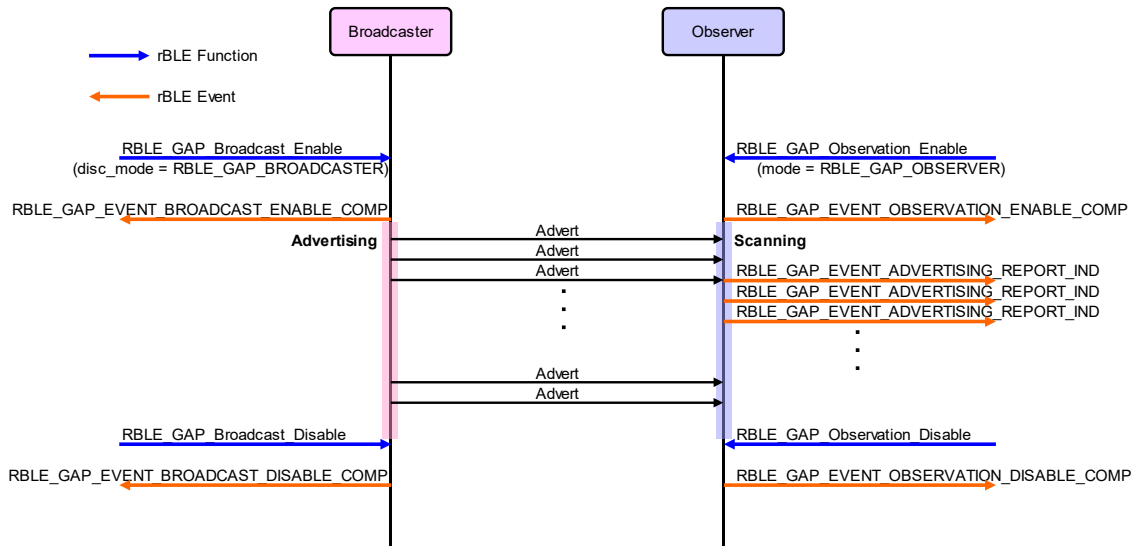 Broadcaster
Observer
rBLE Function
rBLE Event
RBLE_GAP_Broadcast_Enable
(disc_mode = RBLE_GAP_BROADCASTER)
RBLE_GAP_Observation_Enable
(mode = RBLE_GAP_OBSERVER)
RBLE_GAP_EVENT_BROADCAST_ENABLE_COMP
RBLE_GAP_EVENT_OBSERVATION_ENABLE_COMP
Advertising
Advert
Scanning
Advert
Advert
RBLE_GAP_EVENT_ADVERTISING_REPORT_IND
RBLE_GAP_EVENT_ADVERTISING_REPORT_IND
RBLE_GAP_EVENT_ADVERTISING_REPORT_IND
Advert
Advert
RBLE_GAP_Broadcast_Disable
RBLE_GAP_Observation_Disable
RBLE_GAP_EVENT_BROADCAST_DISABLE_COMP
RBLE_GAP_EVENT_OBSERVATION_DISABLE_COMP